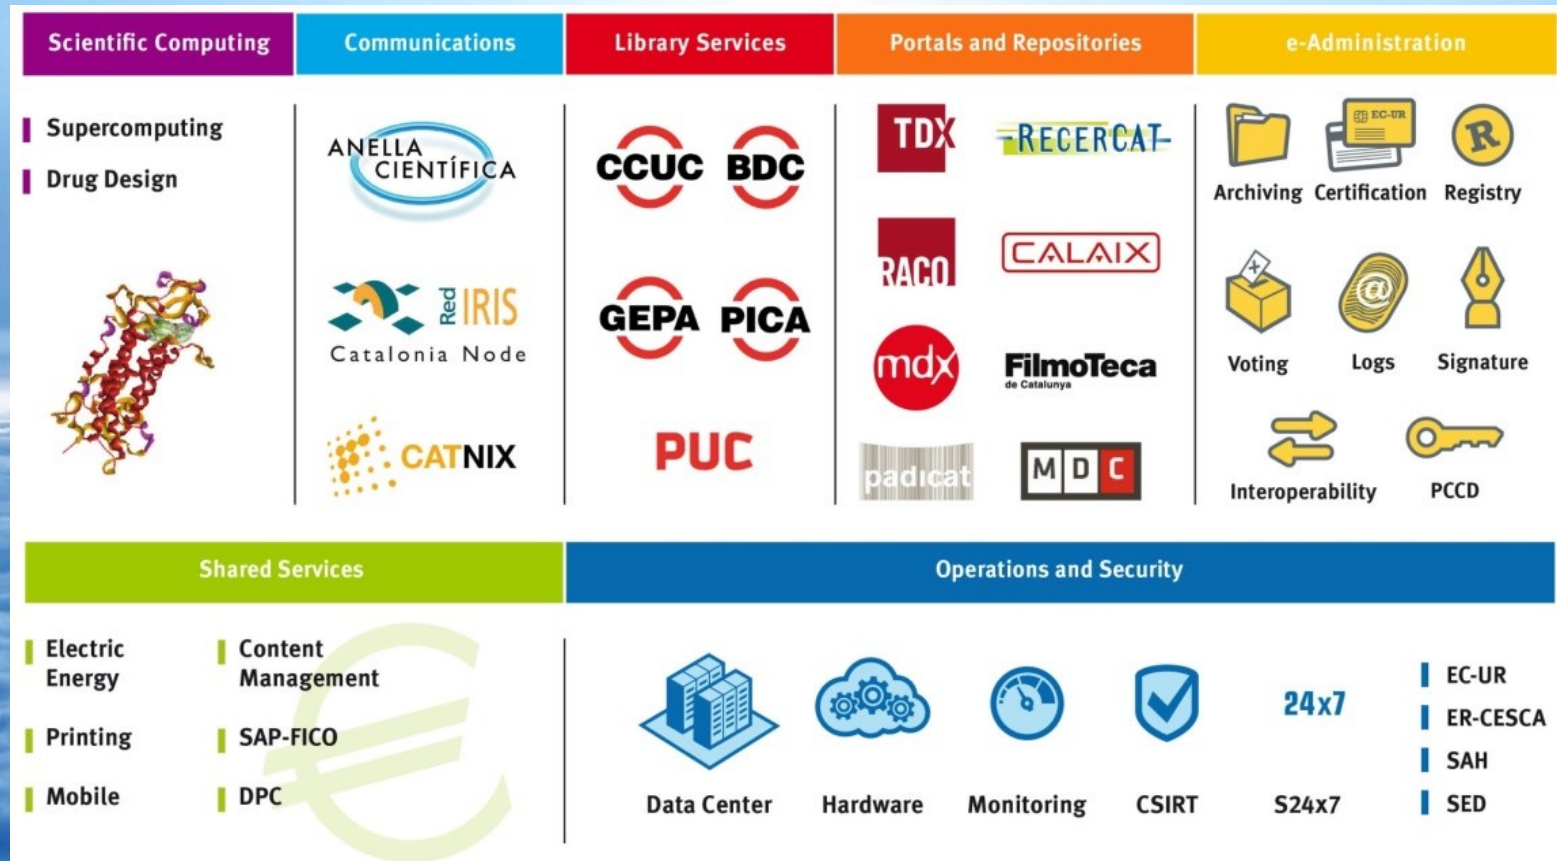 Scientific Computing
Communications
Library Services
Portals and Repositories
e-Administration
Supercomputing
Drug Design
ANELLA
CIENTÍFICA
Red IRIS
Catalonia Node
CATNIX
CCUC
BDC
GEPA
PICA
PUC
TDX
RECERCAT
RACO
CALAIX
mdx
FilmoTeca
de Catalunya
padicat
MDC
EC-UR
R
Archiving
Certification
Registry
@
Voting
Logs
Signature
Interoperability
PCCD
Shared Services
Operations and Security
Electric
Energy
Content
Management
Printing
SAP-FICO
Mobile
DPC
€
24x7
Data Center
Hardware
Monitoring
CSIRT
S24x7
EC-UR
ER-CESCA
SAH
SED